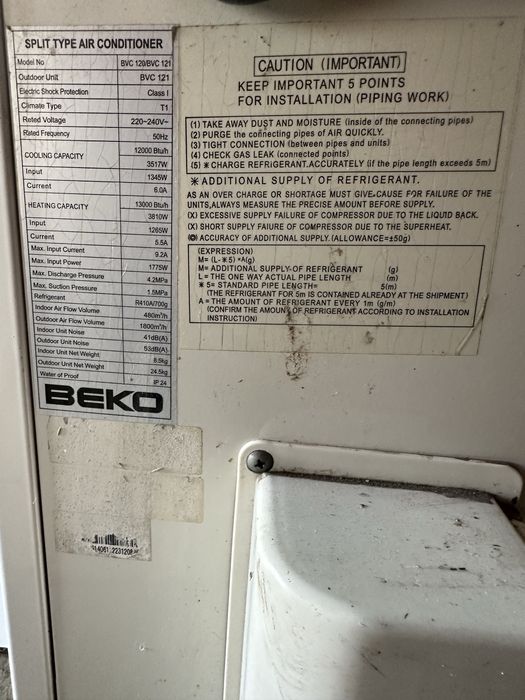 SPLIT TYPE AIR CONDITIONER
Model No BVC 120/BVC 121
Outdoor Unit BVC 121
Electric Shock Protection Class I
Climate Type T1
Rated Voltage 220~240V~
Rated Frequency 50Hz
COOLING CAPACITY 12000 Btu/h
3517W
Input 1345W
Current 6.0A
HEATING CAPACITY 13000 Btu/h
3810W
Input 1265W
Current 5.5A
Max. Input Current 9.2A
Max. Input Power 1775W
Max. Discharge Pressure 4.2MPa
Max. Suction Pressure 1.5MPa
Refrigerant R410A/700g
Indoor Air Flow Volume 480m³/h
Outdoor Air Flow Volume 1800m³/h
Indoor Unit Noise 41dB(A)
Outdoor Unit Noise 53dB(A)
Indoor Unit Net Weight 8.5kg
Outdoor Unit Net Weight 24.5kg
Water of Proof IP 24
BEKO
CAUTION (IMPORTANT)
KEEP IMPORTANT 5 POINTS
FOR INSTALLATION (PIPING WORK)
(1) TAKE AWAY DUST AND MOISTURE (inside of the connecting pipes)
(2) PURGE the connecting pipes of AIR QUICKLY.
(3) TIGHT CONNECTION (between pipes and units)
(4) CHECK GAS LEAK (connected points)
(5) * CHARGE REFRIGERANT.ACCURATELY (if the pipe length exceeds 5m)
* ADDITIONAL SUPPLY OF REFRIGERANT.
AS AN OVER CHARGE OR SHORTAGE MUST GIVE CAUSE FOR FAILURE OF THE
UNITS,ALWAYS MEASURE THE PRECISE AMOUNT BEFORE SUPPLY.
(X) EXCESSIVE SUPPLY FAILURE OF COMPRESSOR DUE TO THE LIQUID BACK.
(X) SHORT SUPPLY FAILURE OF COMPRESSOR DUE TO THE SUPERHEAT.
(◎) ACCURACY OF ADDITIONAL SUPPLY.(ALLOWANCE=±50g)
(EXPRESSION)
M= (L-*5) *A(g)
M= ADDITIONAL SUPPLY-OF REFRIGERANT (g)
L = THE ONE WAY ACTUAL PIPE LENGTH (m)
* 5= STANDARD PIPE LENGTH= 5(m)
(THE REFRIGERANT FOR 5m IS CONTAINED ALREADY AT THE SHIPMENT)
A = THE AMOUNT OF REFRIGERANT EVERY 1m (g/m)
(CONFIRM THE AMOUNT OF REFRIGERANT ACCORDING TO INSTALLATION
INSTRUCTION)